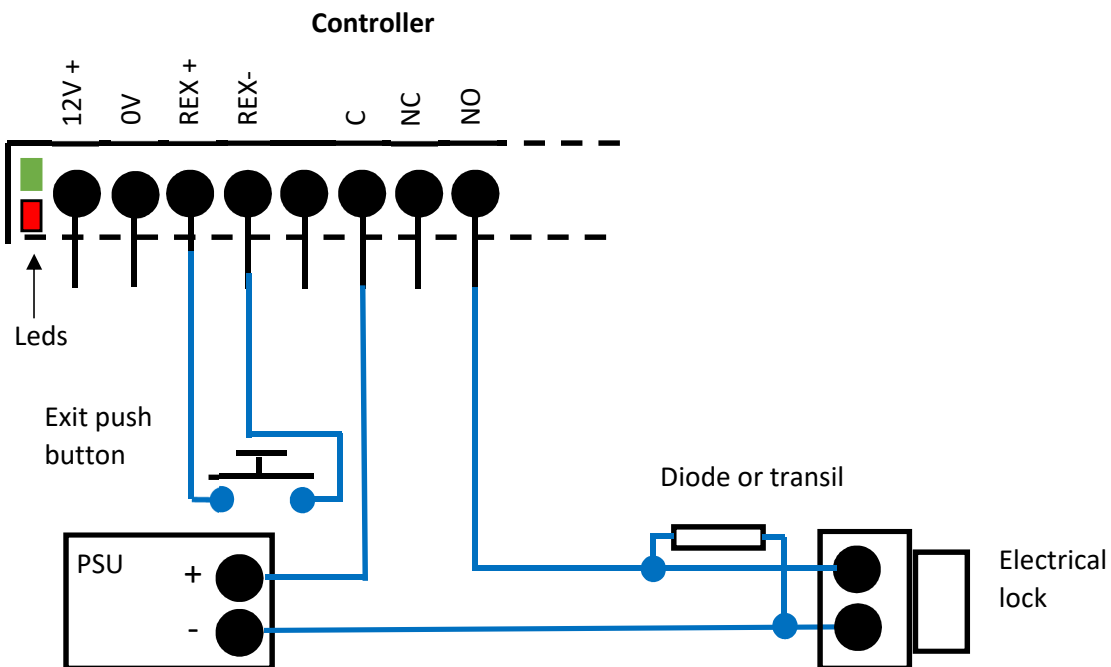 Controller
12V +
0V
REX +
REX-
C
NC
NO
Leds
Exit push
button
Diode or transil
PSU
+
-
Electrical
lock